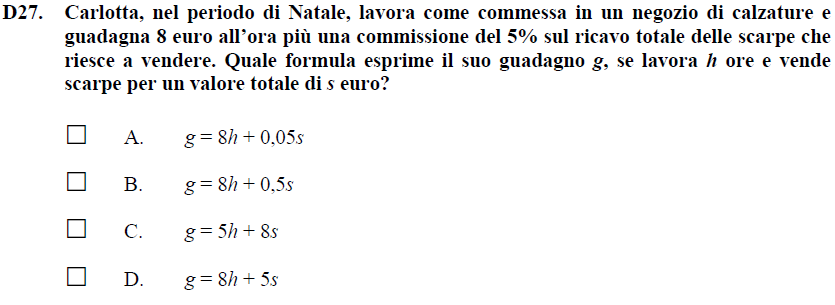 D27. Carlotta, nel periodo di Natale, lavora come commessa in un negozio di calzature e
guadagna 8 euro all’ora più una commissione del 5% sul ricavo totale delle scarpe che
riesce a vendere. Quale formula esprime il suo guadagno g, se lavora h ore e vende
scarpe per un valore totale di s euro?
A. g = 8h + 0,05s
B. g = 8h + 0,5s
C. g = 5h + 8s
D. g = 8h + 5s